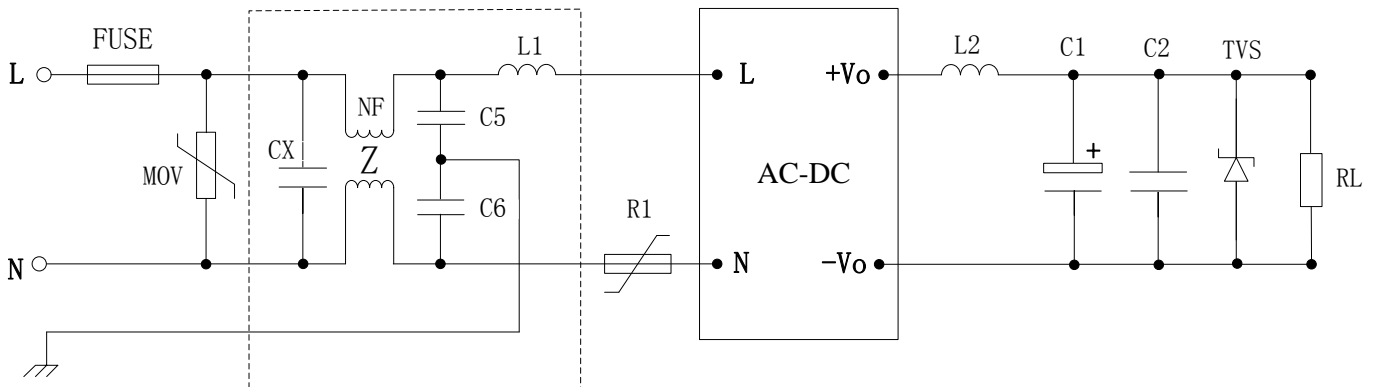 FUSE
L
MOV
CX
NF
Z
C5
C6
L1
R1
L
N
AC-DC
+Vo
-Vo
L2
C1
+
C2
TVS
RL
N